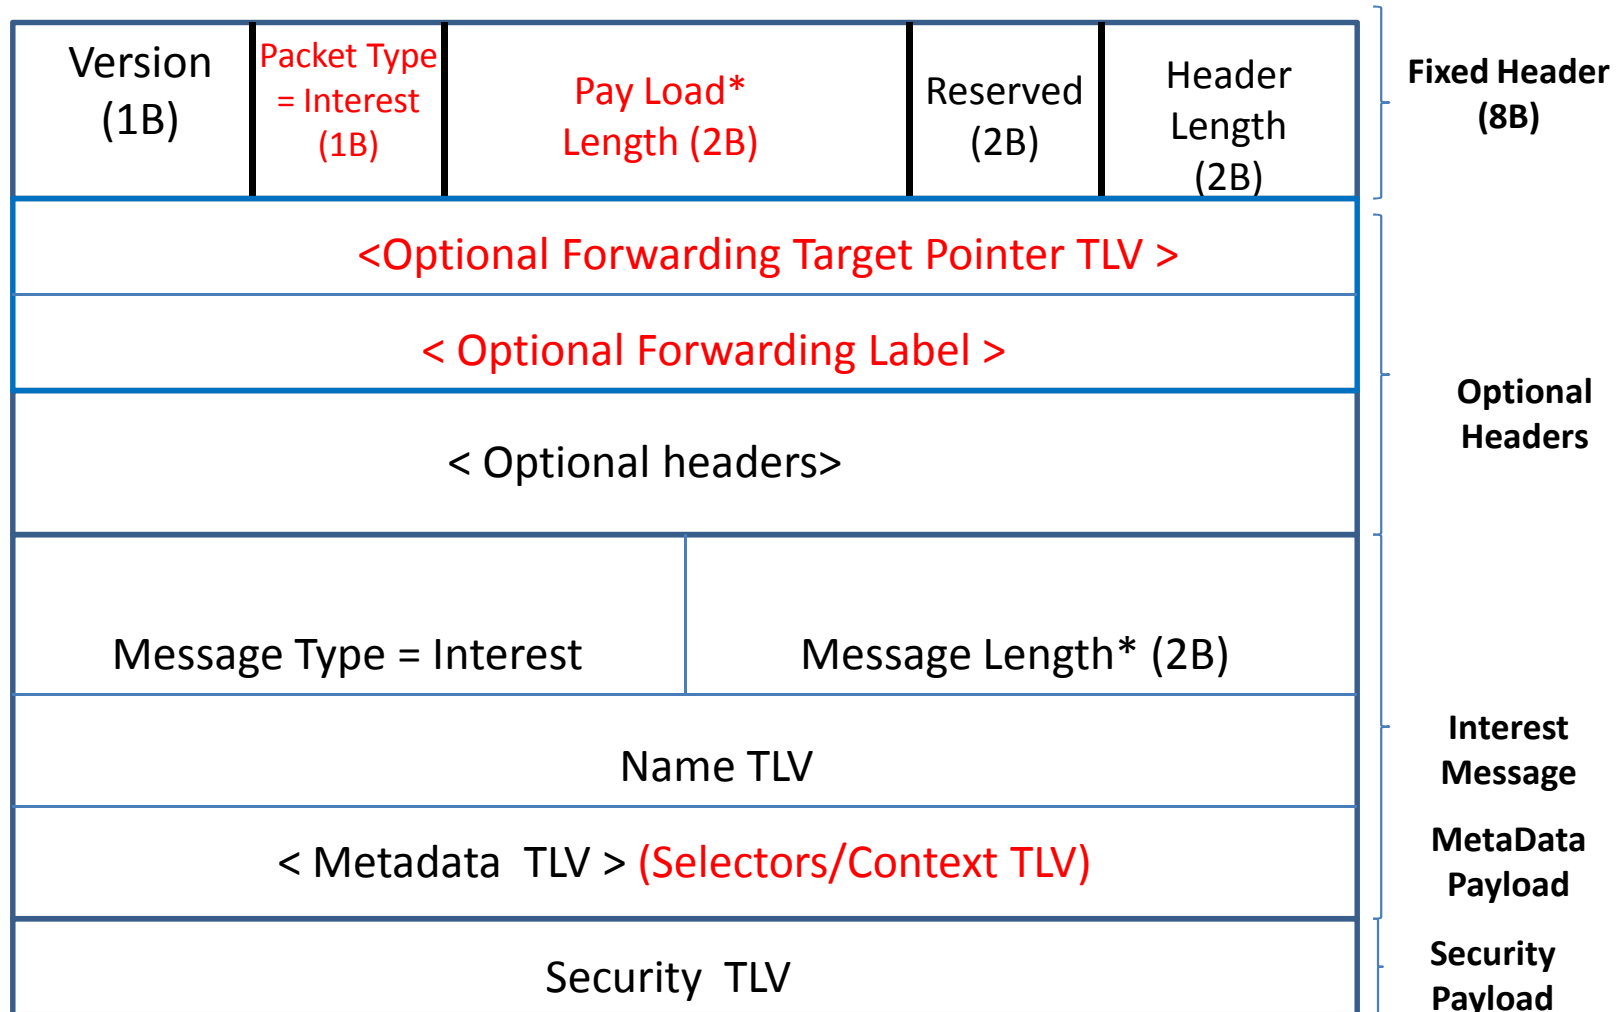 Version
(1B)
Packet Type
= Interest
(1B)
Pay Load*
Length (2B)
Reserved
(2B)
Header
Length
(2B)
Fixed Header
(8B)
<Optional Forwarding Target Pointer TLV >
< Optional Forwarding Label >
< Optional headers>
Optional
Headers
Message Type = Interest
Message Length* (2B)
Name TLV
Interest
Message
< Metadata TLV > (Selectors/Context TLV)
MetaData
Payload
Security TLV
Security
Payload